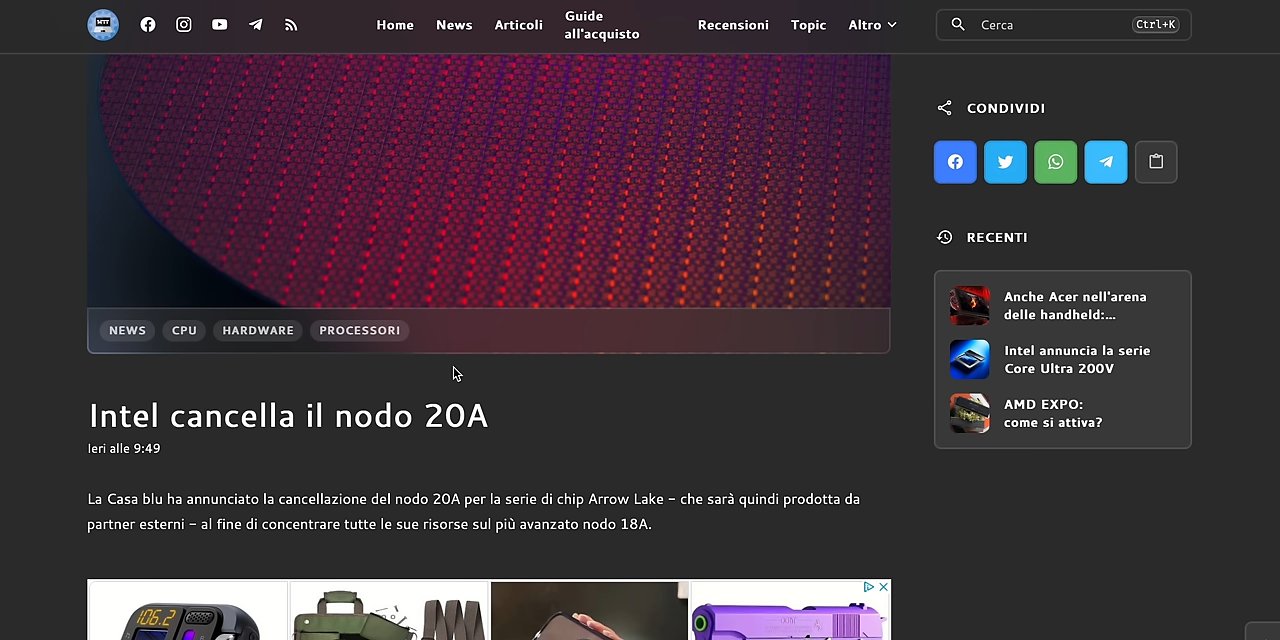 Home
News
Articoli
Guide
all'acquisto
Recensioni
Topic
Altro
Cerca
Ctrl+K
NEWS
CPU
HARDWARE
PROCESSORI
Intel cancella il nodo 20A
Ieri alle 9:49
La Casa blu ha annunciato la cancellazione del nodo 20A per la serie di chip Arrow Lake – che sarà quindi prodotta da
partner esterni – al fine di concentrare tutte le sue risorse sul più avanzato nodo 18A.
CONDIVIDI
RECENTI
Anche Acer nell'arena
delle handheld:...
Intel annuncia la serie
Core Ultra 200V
AMD EXPO:
come si attiva?
106.2